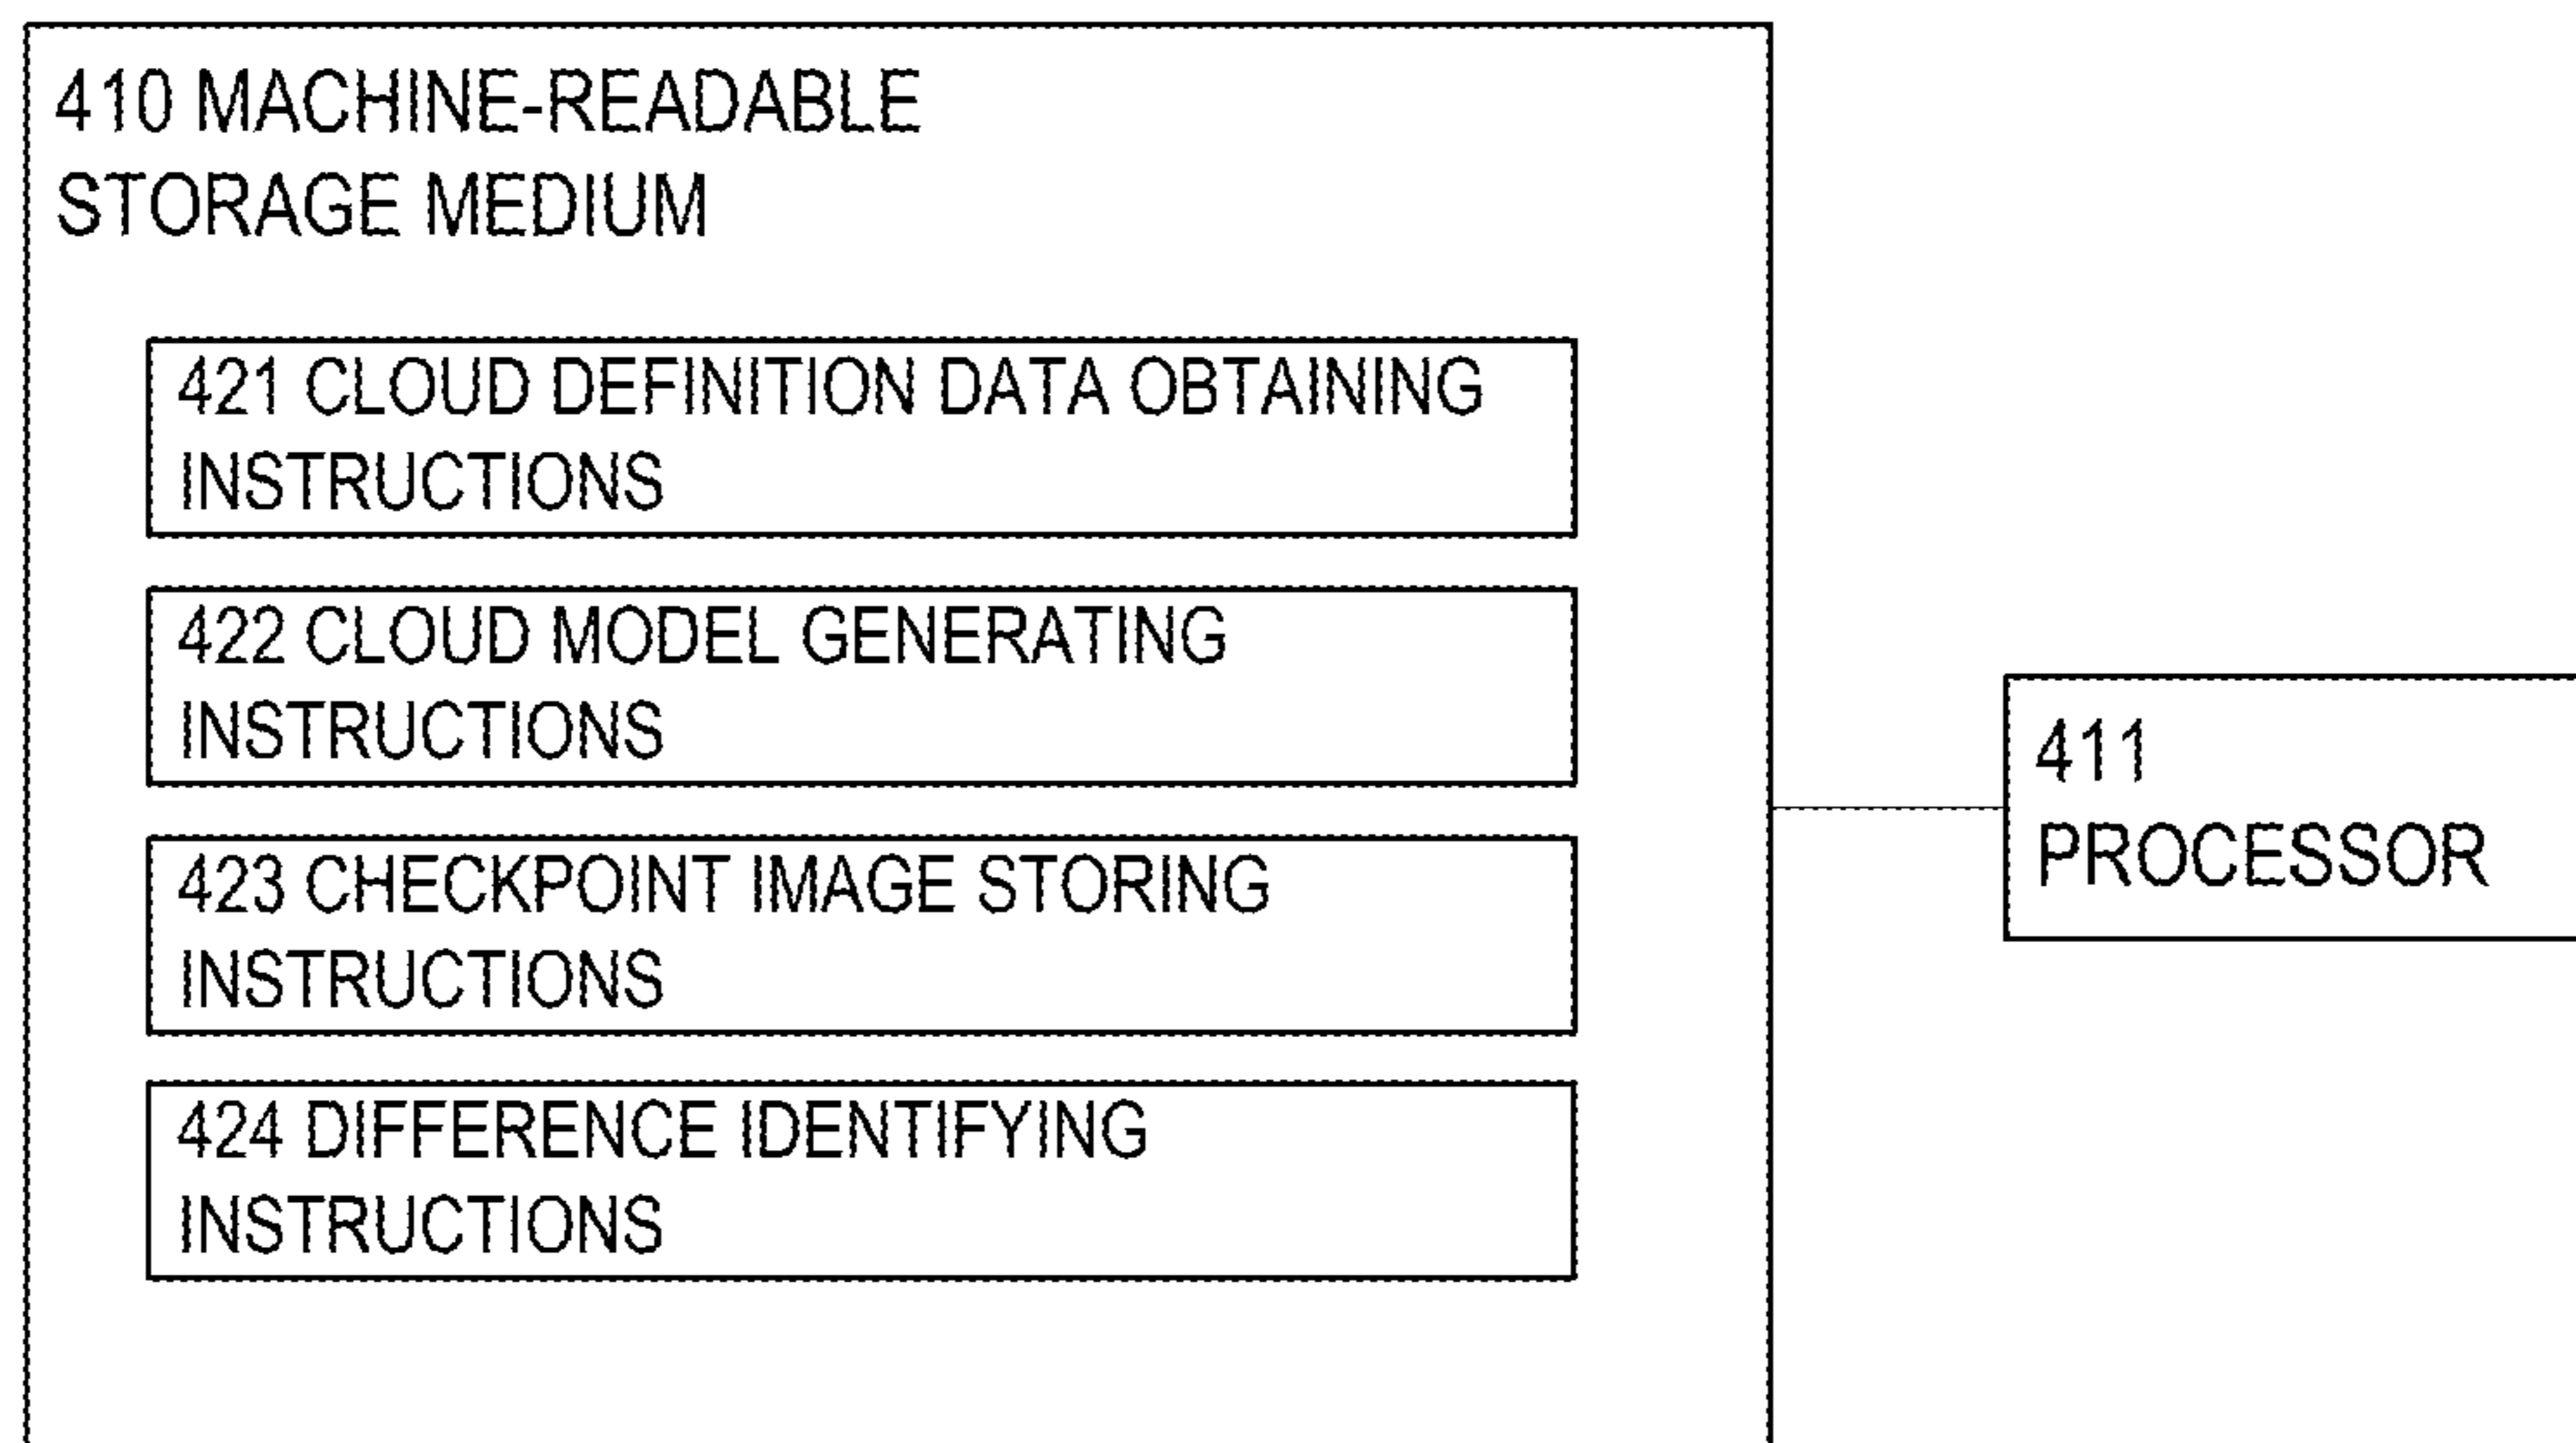 410 MACHINE-READABLE
STORAGE MEDIUM
421 CLOUD DEFINITION DATA OBTAINING
INSTRUCTIONS
422 CLOUD MODEL GENERATING
INSTRUCTIONS
423 CHECKPOINT IMAGE STORING
INSTRUCTIONS
424 DIFFERENCE IDENTIFYING
INSTRUCTIONS
411
PROCESSOR